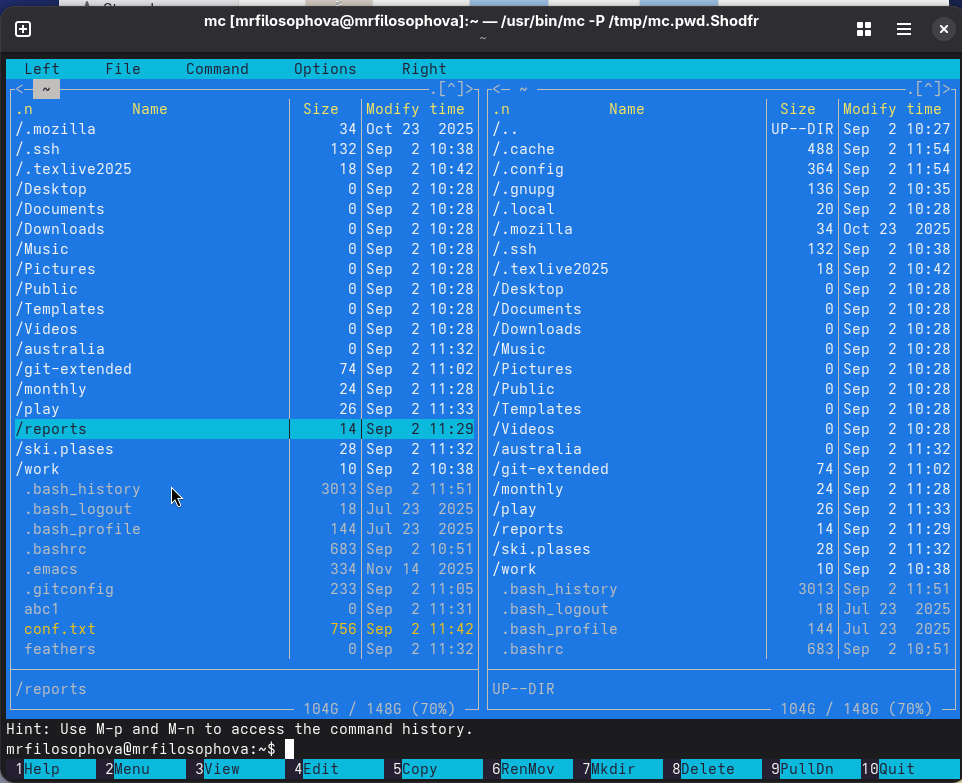 mc [mrfilosophova@mrfilosophova]:~ — /usr/bin/mc -P /tmp/mc.pwd.Shodfr
~
Left File Command Options Right
<─ ~ ─.[^]>
.n Name Size Modify time
/.mozilla 34 Oct 23 2025
/.ssh 132 Sep 2 10:38
/.texlive2025 18 Sep 2 10:42
/Desktop 0 Sep 2 10:28
/Documents 0 Sep 2 10:28
/Downloads 0 Sep 2 10:28
/Music 0 Sep 2 10:28
/Pictures 0 Sep 2 10:28
/Public 0 Sep 2 10:28
/Templates 0 Sep 2 10:28
/Videos 0 Sep 2 10:28
/australia 0 Sep 2 11:32
/git-extended 74 Sep 2 11:02
/monthly 24 Sep 2 11:28
/play 26 Sep 2 11:33
/reports 14 Sep 2 11:29
/ski.plases 28 Sep 2 11:32
/work 10 Sep 2 10:38
.bash_history 3013 Sep 2 11:51
.bash_logout 18 Jul 23 2025
.bash_profile 144 Jul 23 2025
.bashrc 683 Sep 2 10:51
.emacs 334 Nov 14 2025
.gitconfig 233 Sep 2 11:05
abc1 0 Sep 2 11:31
conf.txt 756 Sep 2 11:42
feathers 0 Sep 2 11:32
/reports
104G / 148G (70%)
<─ ~ ─.[^]>
.n Name Size Modify time
/.. UP--DIR Sep 2 10:27
/.cache 488 Sep 2 11:54
/.config 364 Sep 2 11:54
/.gnupg 136 Sep 2 10:35
/.local 20 Sep 2 10:28
/.mozilla 34 Oct 23 2025
/.ssh 132 Sep 2 10:38
/.texlive2025 18 Sep 2 10:42
/Desktop 0 Sep 2 10:28
/Documents 0 Sep 2 10:28
/Downloads 0 Sep 2 10:28
/Music 0 Sep 2 10:28
/Pictures 0 Sep 2 10:28
/Public 0 Sep 2 10:28
/Templates 0 Sep 2 10:28
/Videos 0 Sep 2 10:28
/australia 0 Sep 2 11:32
/git-extended 74 Sep 2 11:02
/monthly 24 Sep 2 11:28
/play 26 Sep 2 11:33
/reports 14 Sep 2 11:29
/ski.plases 28 Sep 2 11:32
/work 10 Sep 2 10:38
.bash_history 3013 Sep 2 11:51
.bash_logout 18 Jul 23 2025
.bash_profile 144 Jul 23 2025
.bashrc 683 Sep 2 10:51
UP--DIR
104G / 148G (70%)
Hint: Use M-p and M-n to access the command history.
mrfilosophova@mrfilosophova:~$
1Help 2Menu 3View 4Edit 5Copy 6RenMov 7Mkdir 8Delete 9PullDn 10Quit